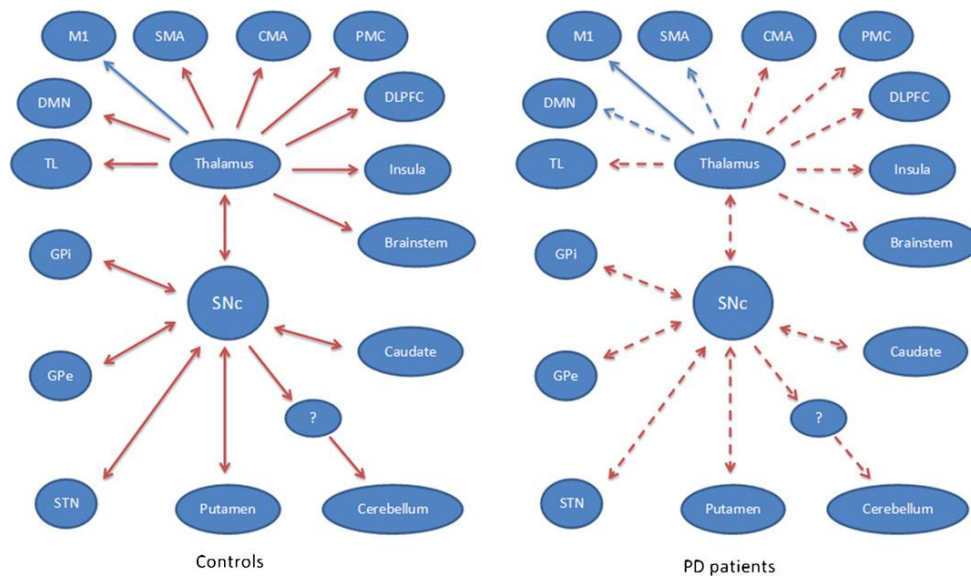 M1
SMA
CMA
PMC
DMN
DLPFC
TL
Thalamus
Insula
Brainstem
GPi
SNc
Caudate
GPe
?
STN
Putamen
Cerebellum
Controls
M1
SMA
CMA
PMC
DMN
DLPFC
TL
Thalamus
Insula
Brainstem
GPi
SNc
Caudate
GPe
?
STN
Putamen
Cerebellum
PD patients